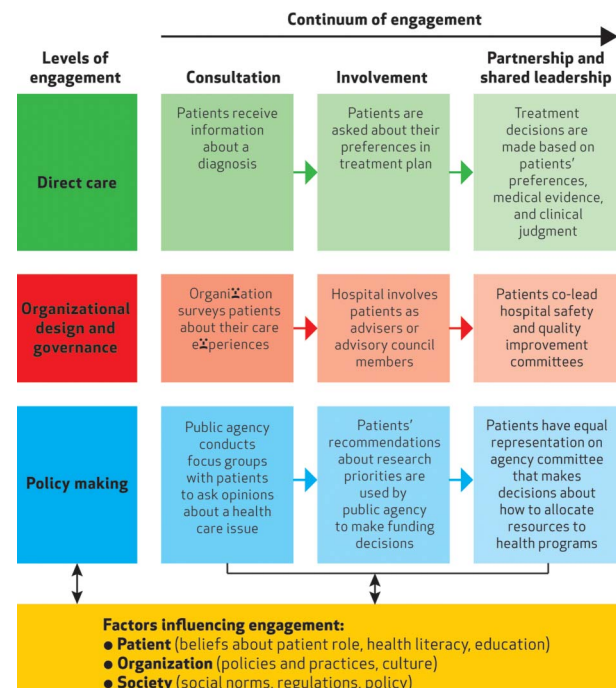 Continuum of engagement
Levels of
engagement
Consultation
Involvement
Partnership and
shared leadership
Direct care
Patients receive
information
about a
diagnosis
Patients are
asked about their
preferences in
treatment plan
Treatment
decisions are
made based on
patients'
preferences,
medical evidence,
and clinical
judgment
Organizational
design and
governance
surveys patients
about their care
Hospital involves
patients as
advisers or
advisory council
members
Patients co-lead
hospital safety
and quality
improvement
committees
Policy making
Public agency
conducts
focus groups
with patients
to ask opinions
about a health
care issue
Patients'
recommendations
about research
priorities are
used by
public agency
to make funding
decisions
Patients have equal
representation on
agency committee
that makes
decisions about
how to allocate
resources to
health programs
Factors influencing engagement:
● Patient (beliefs about patient role, health literacy, education)
● Organization (policies and practices, culture)
● Society (social norms, regulations, policy)